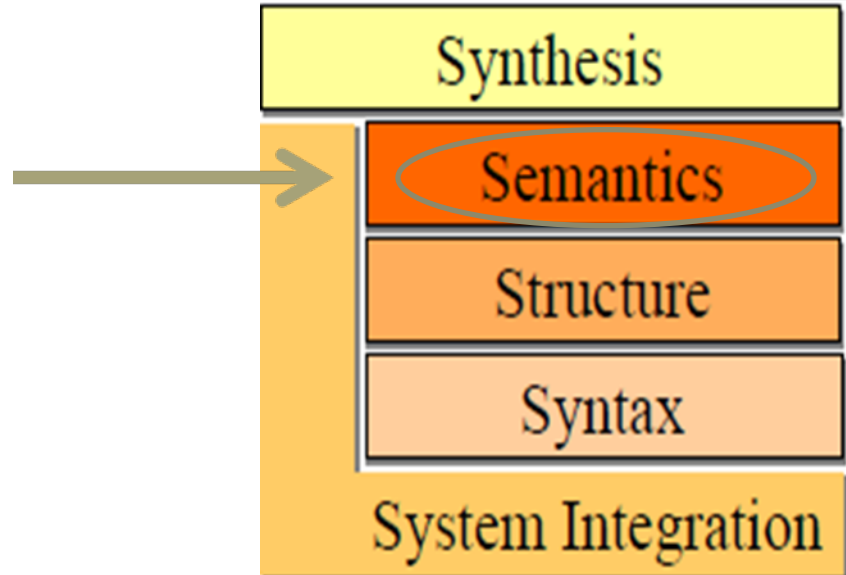 Synthesis
Semantics
Structure
Syntax
System Integration